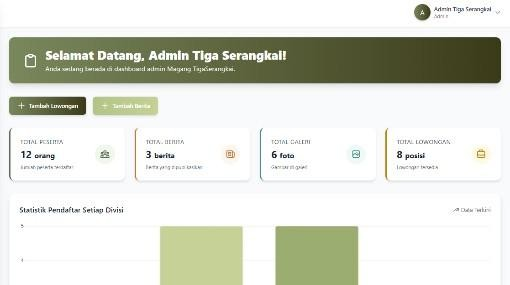 A
Admin Tiga Serangkai
Admin
Selamat Datang, Admin Tiga Serangkai!
Anda sedang berada di dashboard admin Magang TigaSerangkai.
Tambah Lowongan
Tambah Berita
TOTAL PESERTA
12 orang
Jumlah peserta terdaftar
TOTAL BERITA
3 berita
Berita yang dipublikasikan
TOTAL GALERI
6 foto
Gambar di galeri
TOTAL LOWONGAN
8 posisi
Lowongan tersedia
Statistik Pendaftar Setiap Divisi
Data Terkini
5
4